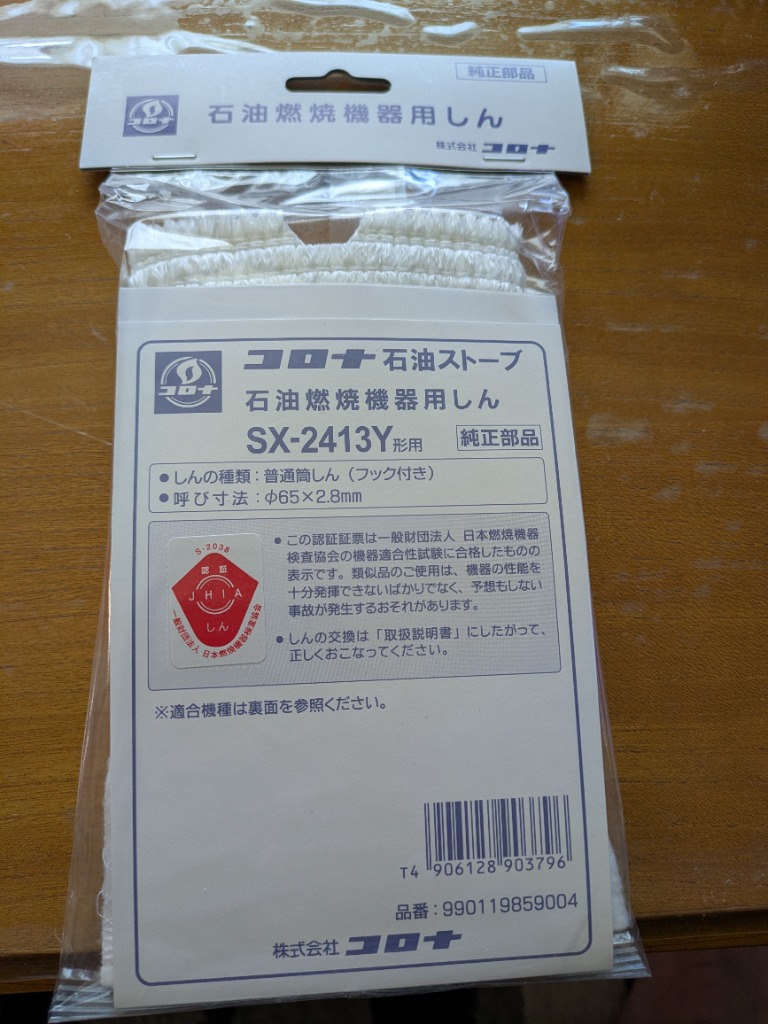 純正部品
コロナ
石油燃焼機器用しん
株式会社 コロナ
コロナ
コロナ 石油ストーブ
石油燃焼機器用しん
SX-2413Y形用
純正部品
●しんの種類：普通筒しん（フック付き）
●呼び寸法：φ65×2.8mm
S-2038
認証
JHIA
しん
一般財団法人 日本燃焼機器検査協会
●この認証証票は一般財団法人 日本燃焼機器
検査協会の機器適合性試験に合格したものの
表示です。類似品のご使用は、機器の性能を
十分発揮できないばかりでなく、予想もしない
事故が発生するおそれがあります。
●しんの交換は「取扱説明書」にしたがって、
正しくおこなってください。
※適合機種は裏面を参照ください。
T4 906128 903796
品番：990119859004
株式会社 コロナ